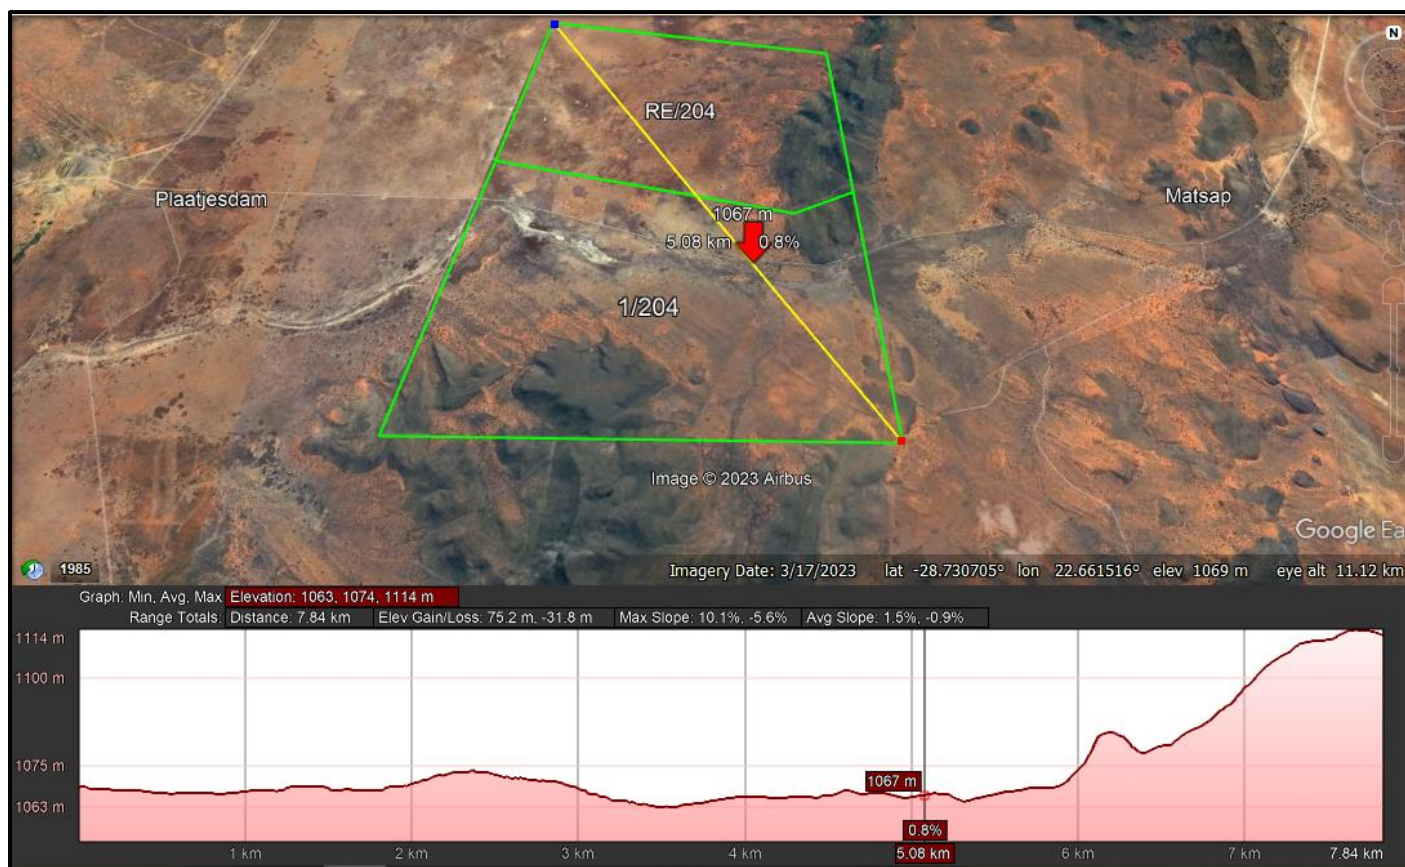 N
RE/204
Plaatjesdam
Matsap
1067 m
5.08 km 0.8%
1/204
Image © 2023 Airbus
Google Ea
1985
Imagery Date: 3/17/2023 lat -28.730705° lon 22.661516° elev 1069 m eye alt 11.12 km
Graph: Min, Avg, Max Elevation: 1063, 1074, 1114 m
Range Totals: Distance: 7.84 km Elev Gain/Loss: 75.2 m, -31.8 m Max Slope: 10.1%, -5.6% Avg Slope: 1.5%, -0.9%
1114 m
1100 m
1075 m
1067 m
1063 m
0.8%
1 km 2 km 3 km 4 km 5.08 km 6 km 7 km 7.84 km